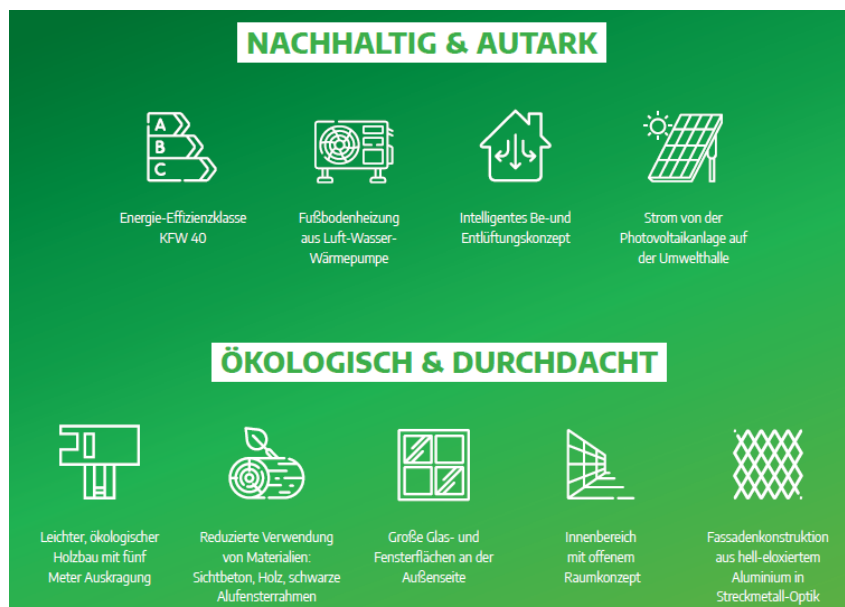 NACHHALTIG & AUTARK
A
B
C
Energie-Effizienzklasse
KFW 40
Fußbodenheizung
aus Luft-Wasser-
Wärmepumpe
Intelligentes Be-und
Entlüftungskonzept
Strom von der
Photovoltaikanlage auf
der Umwelthalle
ÖKOLOGISCH & DURCHDACHT
Leichter, ökologischer
Holzbau mit fünf
Meter Auskragung
Reduzierte Verwendung
von Materialien:
Sichtbeton, Holz, schwarze
Alufensterrahmen
Große Glas- und
Fensterflächen an der
Außenseite
Innenbereich
mit offenem
Raumkonzept
Fassadenkonstruktion
aus hell-eloxiertem
Aluminium in
Streckmetall-Optik